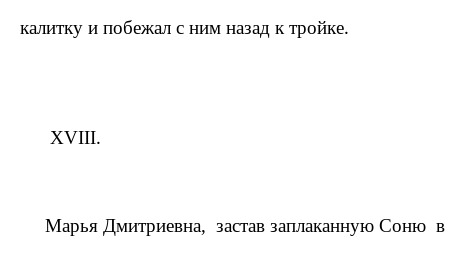 калитку и побежал с ним назад к тройке.
XVIII.
Марья Дмитриевна, застав заплаканную Соню в